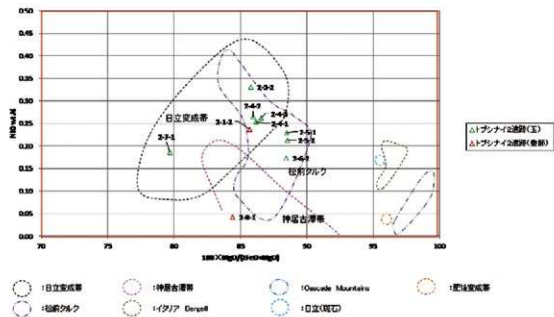 0.50
0.45
0.40
0.35
0.30
0.25
0.20
0.15
0.10
0.05
0.00
NiO wt.%
70
75
80
85
90
95
100
2-3-2
2-4-2
2-4-3
2-4-1
日立変成帯
2-1-2
2-5-1
2-5-2
2-7-1
2-6-2
松前タルク
2-8-1
神居古潭帯
トプシナイ2遺跡(玉)
トプシナイ2遺跡(垂飾)
:日立変成帯
:神居古潭帯
:Cascade Mountains
:肥後変成帯
:松前タルク
:イタリア
:日立(斑石)